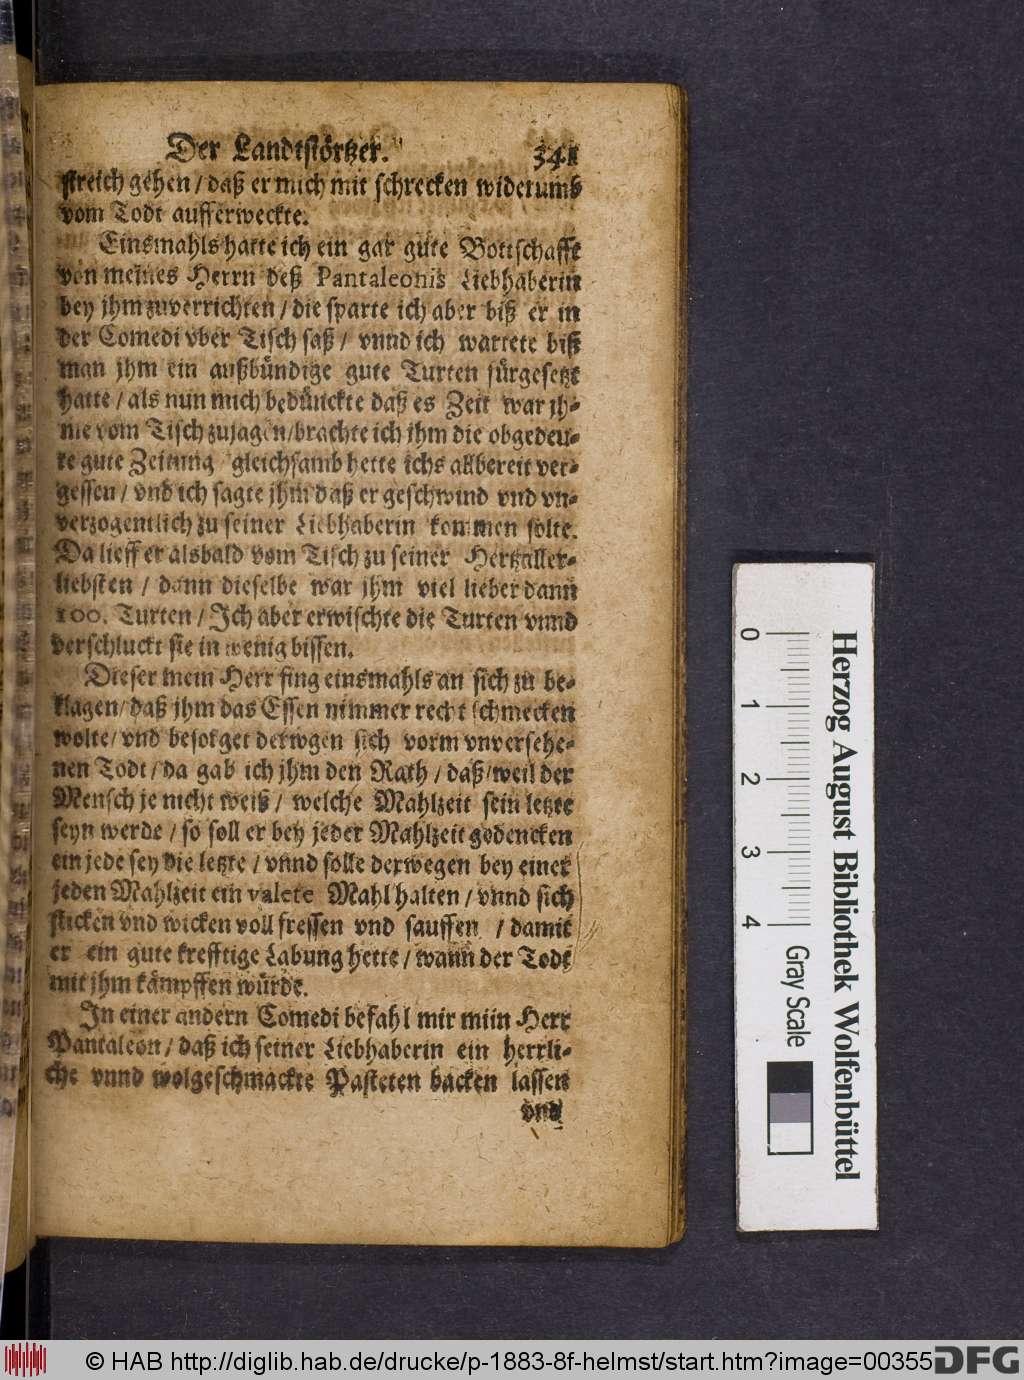 Der Landtstörtzer. 341
streich gehen / daß er mich mit schrecken widerumb
vom Todt aufferweckte.
Einsmahls hatte ich ein gar gute Bottschafft
von meines Herrn deß Pantaleonis Liebhaberin
bey jhm zuverrichten / die sparte ich aber biß er in
der Comedi vber Tisch saß / vnnd ich wartete biß
man jhm ein außbündige gute Turten fürgesetzt
hatte / als nun mich bedünckte daß es Zeit war jh-
me vom Tisch zujagen / brachte ich jhm die obgedeu-
te gute Zeitung gleichsamb hette ichs allbereit ver-
gessen / vnd ich sagte jhm daß er geschwind vnd vn-
verzogentlich zu seiner Liebhaberin kommen solte.
Da lieff er alsbald vom Tisch zu seiner Hertzaller-
liebsten / dann dieselbe war jhm viel lieber dann
100. Turten / Ich aber erwischte die Turten vnnd
verschluckt sie in wenig bissen.
Dieser mein Herr fing einsmahls an sich zu be-
klagen / daß jhm das Essen nimmer recht schmecken
wolte / vnd besorget derwgen sich vorm vnversehe-
nen Todt / da gab ich jhm den Rath / daß / weil der
Mensch je nicht weiß / welche Mahlzeit sein letzte
seyn werde / so soll er bey jeder Mahlzeit gedencken
ein jede sey die letzte / vnnd solle derwegen bey einer
jeden Mahlzeit ein valete Mahl halten / vnnd sich
sticken vnd wicken voll fressen vnd sauffen / damit
er ein gute krefftige Labung hette / wann der Todt
mit jhm kämpffen würde.
In einer andern Comedi befahl mir miin Herr
Pantaleon / daß ich seiner Liebhaberin ein herrli-
che vnnd wolgeschmackte Pasteten backen lassen
vnd
0 1 2 3 4
Gray Scale
Herzog August Bibliothek Wolfenbüttel
© HAB http://diglib.hab.de/drucke/p-1883-8f-helmst/start.htm?image=00355
DFG